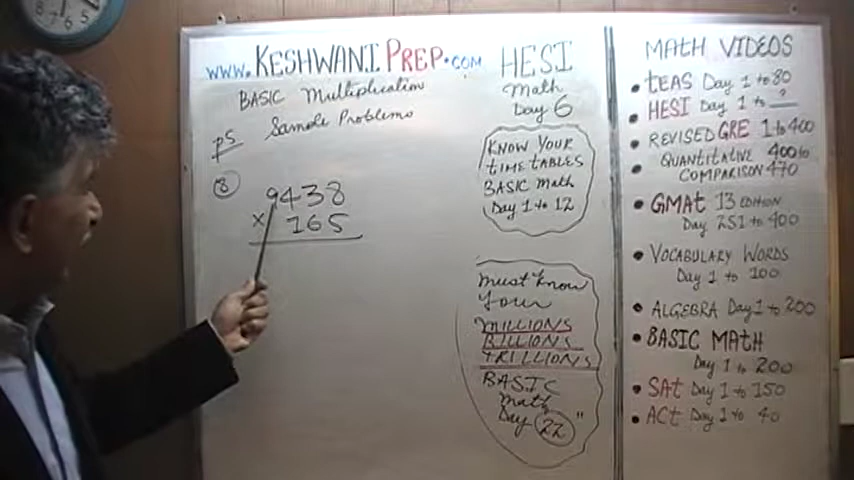 8 7 6 5
www.KESHWANI PREP.COM
BASIC Multiplication
Sample Problems
P5
8
9438
× 165
HESI
Math
Day 6
KNOW YOUR
TIME TABLES
BASIC Math
Day 1 to 12
Must Know
Your
MILLIONS
BILLIONS
TRILLIONS
BASIC
Math
Day 22"
MATH VIDEOS
• TEAS Day 1 to 80
• HESI Day 1 to ?
• REVISED GRE 1 to 400
• QUANTITATIVE 400 to
COMPARISON 470
• GMAT 13 EDITION
Day 251 to 400
• VOCABULARY WORDS
Day 1 to 100
• ALGEBRA Day 1 to 200
• BASIC MATH
Day 1 to 200
• SAT Day 1 to 150
• ACT Day 1 to 40